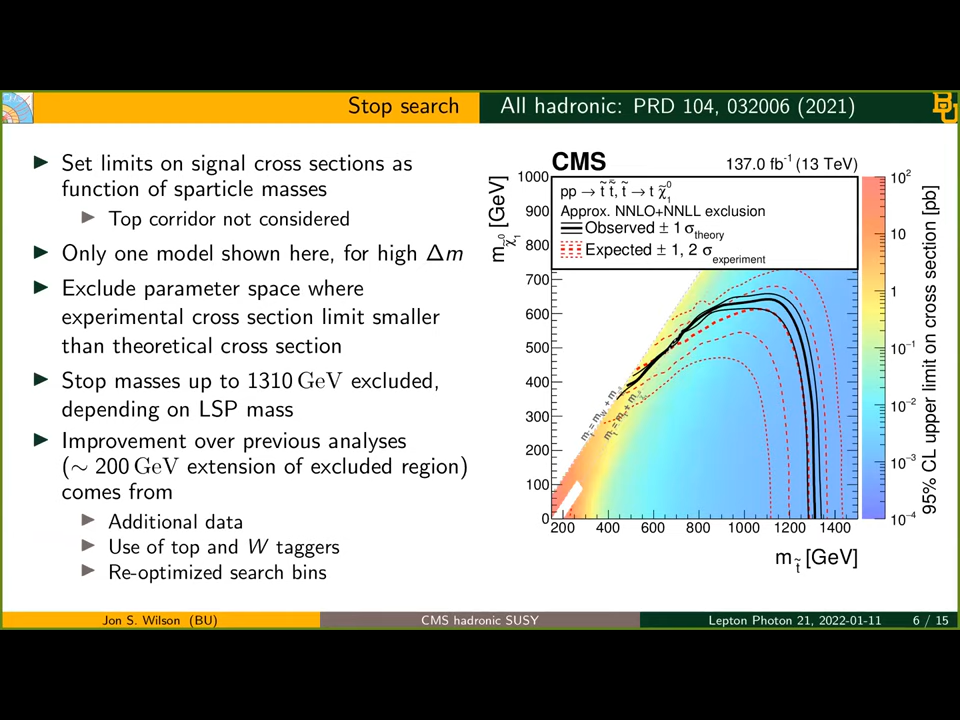 Stop search
All hadronic: PRD 104, 032006 (2021)
▶ Set limits on signal cross sections as
function of sparticle masses
▶ Top corridor not considered
▶ Only one model shown here, for high Δm
▶ Exclude parameter space where
experimental cross section limit smaller
than theoretical cross section
▶ Stop masses up to 1310 GeV excluded,
depending on LSP mass
▶ Improvement over previous analyses
(∼ 200 GeV extension of excluded region)
comes from
▶ Additional data
▶ Use of top and W taggers
▶ Re-optimized search bins
CMS
137.0 fb⁻¹ (13 TeV)
pp → t̃ t̃̄, t̃ → t χ̃⁰₁
Approx. NNLO+NNLL exclusion
Observed ± 1 σ_theory
Expected ± 1, 2 σ_experiment
m_χ̃⁰₁ [GeV]
1000
900
800
700
600
500
400
300
200
100
0
200 400 600 800 1000 1200 1400
m_t̃ [GeV]
10²
10
1
10⁻¹
10⁻²
10⁻³
10⁻⁴
95% CL upper limit on cross section [pb]
BU
Jon S. Wilson (BU)
CMS hadronic SUSY
Lepton Photon 21, 2022-01-11
6 / 15